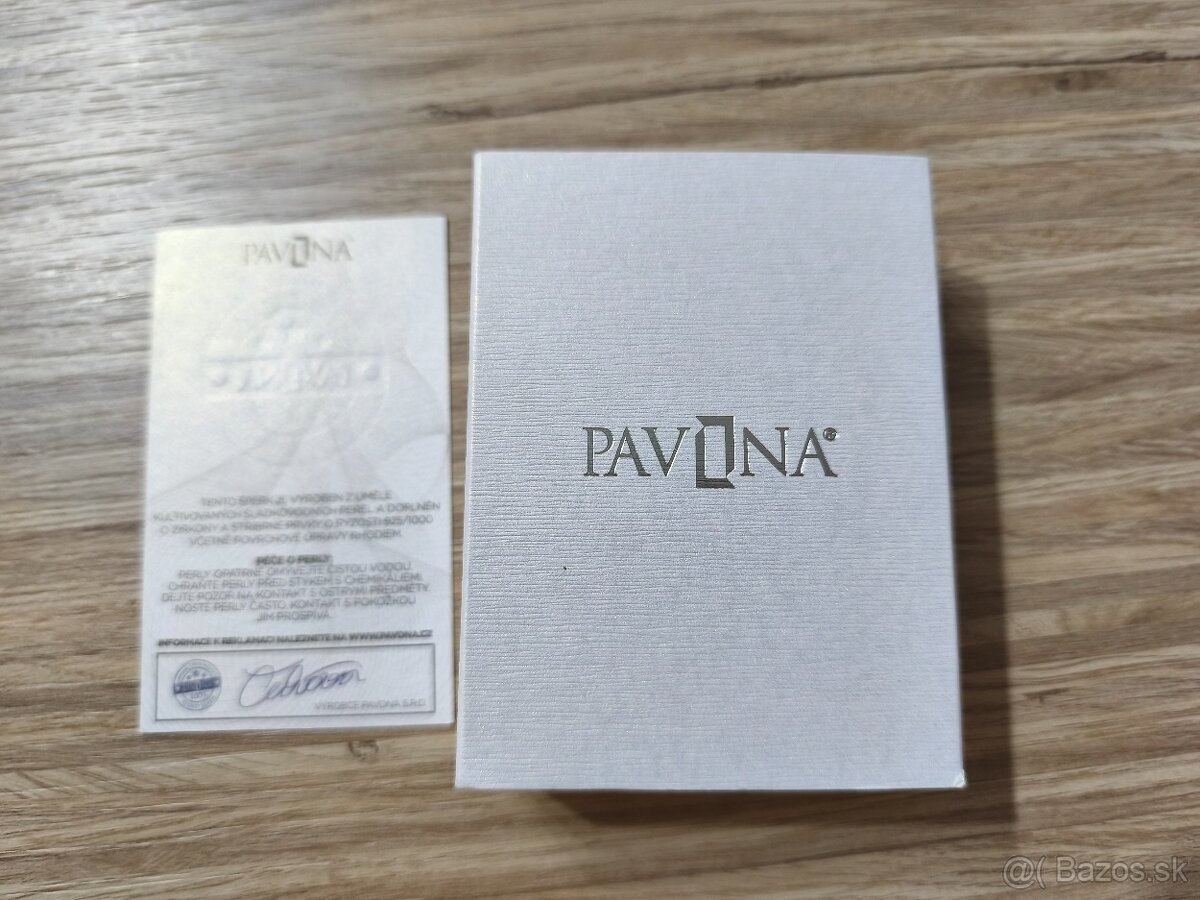 PAVONA
TENTO ŠPERK JE VYROBEN Z UMĚLE
KULTIVOVANÝCH SLADKOVODNÍCH PEREL A DOPLNĚN
O ZIRKONY A STŘÍBRNÉ PRVKY O RYZOSTI 925/1000
VČETNĚ POVRCHOVÉ ÚPRAVY RHODIEM.
PÉČE O PERLY:
PERLY OPATRNĚ OMÝVEJTE ČISTOU VODOU.
CHRAŇTE PERLY PŘED STYKEM S CHEMIKÁLIEMI.
DEJTE POZOR NA KONTAKT S OSTRÝMI PŘEDMĚTY.
NOSTE PERLY ČASTO, KONTAKT S POKOŽKOU
JIM PROSPÍVÁ.
INFORMACE K REKLAMACI NALEZNETE NA WWW.PAVONA.CZ
VÝROBCE PAVONA S.R.O.
PAVONA®
@( Bazos.sk